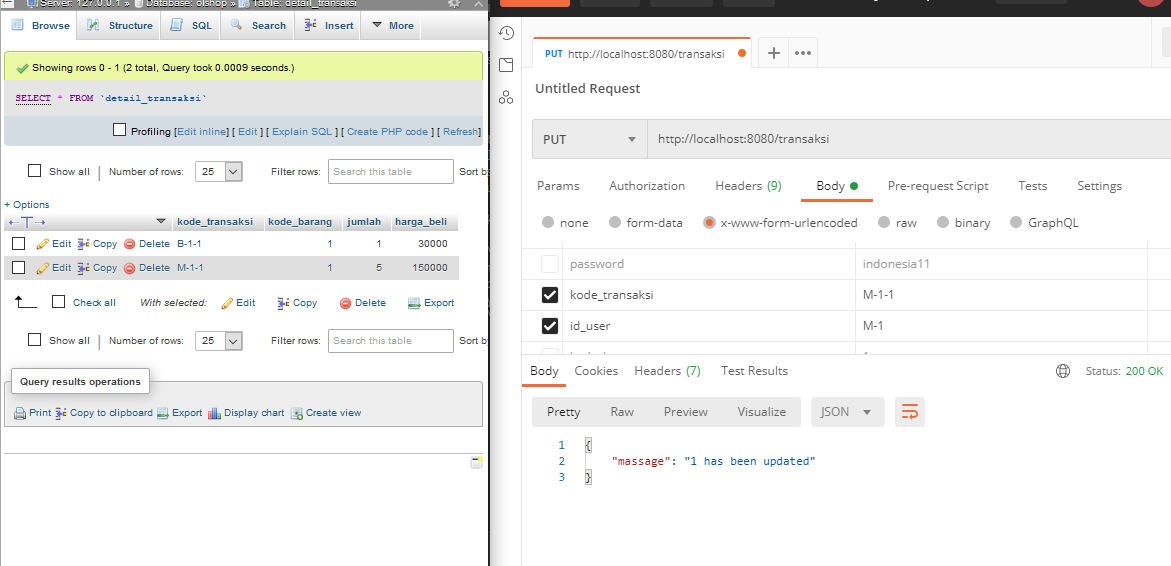 Server: 127.0.0.1 » Database: olshop » Table: detail_transaksi
Browse Structure SQL Search Insert More
Showing rows 0 - 1 (2 total, Query took 0.0009 seconds.)
SELECT * FROM `detail_transaksi`
Profiling [Edit inline] [ Edit ] [ Explain SQL ] [ Create PHP code ] [ Refresh]
Show all | Number of rows: 25 Filter rows: Search this table Sort b
+ Options
←T→ kode_transaksi kode_barang jumlah harga_beli
Edit Copy Delete B-1-1 1 1 30000
Edit Copy Delete M-1-1 1 5 150000
Check all With selected: Edit Copy Delete Export
Show all | Number of rows: 25 Filter rows: Search this table Sort b
Query results operations
Print Copy to clipboard Export Display chart Create view
PUT http://localhost:8080/transaksi + •••
Untitled Request
PUT http://localhost:8080/transaksi
Params Authorization Headers (9) Body Pre-request Script Tests Settings
none form-data x-www-form-urlencoded raw binary GraphQL
password indonesia11
kode_transaksi M-1-1
id_user M-1
Body Cookies Headers (7) Test Results Status: 200 OK
Pretty Raw Preview Visualize JSON
1 {
2 "massage": "1 has been updated"
3 }